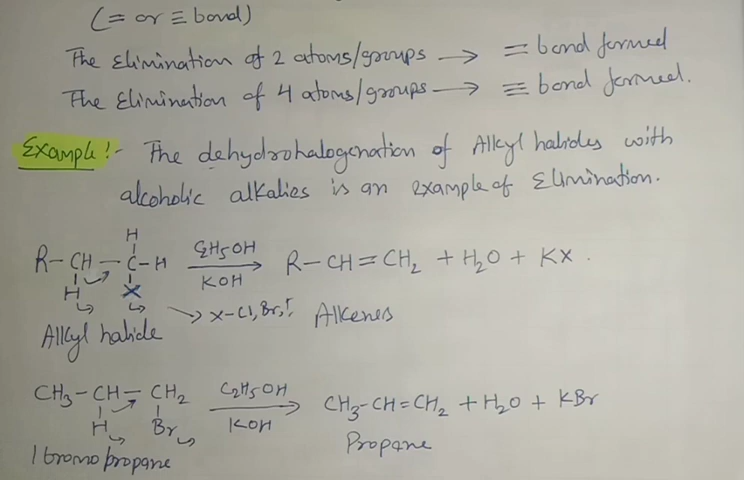 (= or ≡ bond)
The Elimination of 2 atoms/groups → = bond formed
The Elimination of 4 atoms/groups → ≡ bond formed.
Example:- The dehydrohalogenation of Alkyl halides with
alcoholic alkalies is an example of Elimination.
H
R-CH-C-H C2H5OH KOH → R-CH=CH2 + H2O + KX.
H X → X-Cl, Br, I, Alkenes
Alkyl halide
CH3-CH-CH2 C2H5OH KOH → CH3-CH=CH2 + H2O + KBr
H Br Propane
1 bromo propane